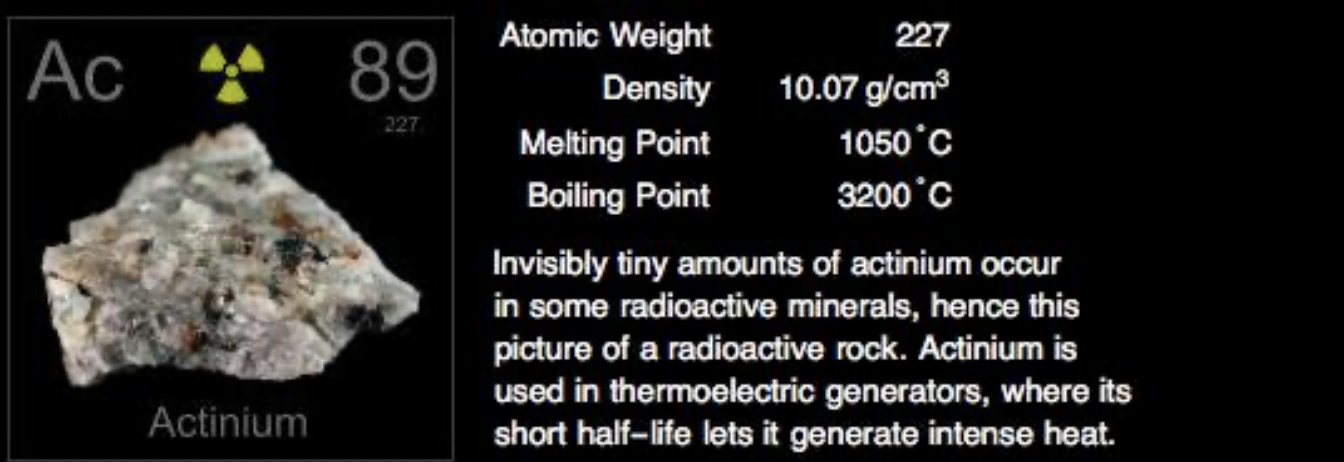 Ac 89
227.
Actinium
Atomic Weight 227
Density 10.07 g/cm³
Melting Point 1050˚C
Boiling Point 3200˚C
Invisibly tiny amounts of actinium occur
in some radioactive minerals, hence this
picture of a radioactive rock. Actinium is
used in thermoelectric generators, where its
short half–life lets it generate intense heat.